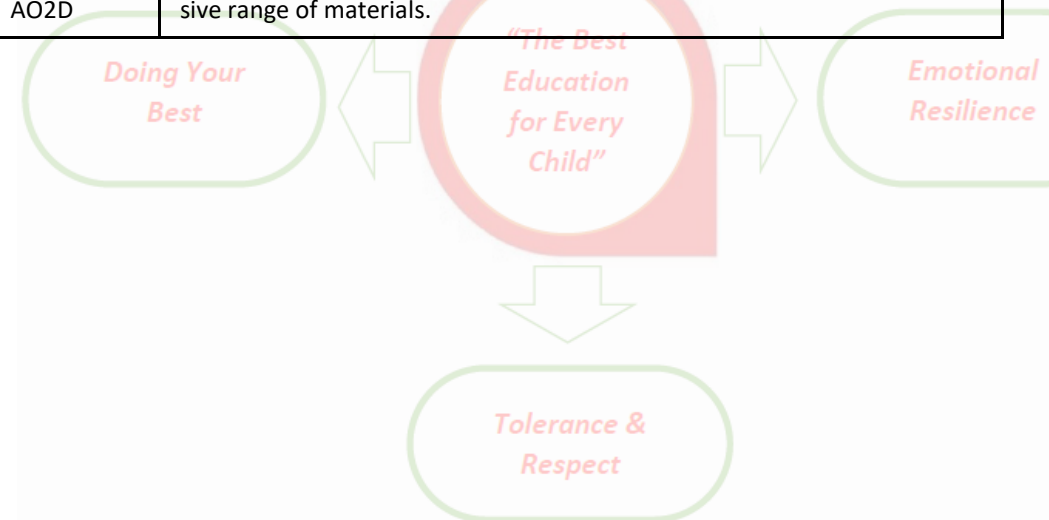 AO2D
sive range of materials.
"The Best
Education
for Every
Child"
Doing Your
Best
Emotional
Resilience
Tolerance &
Respect